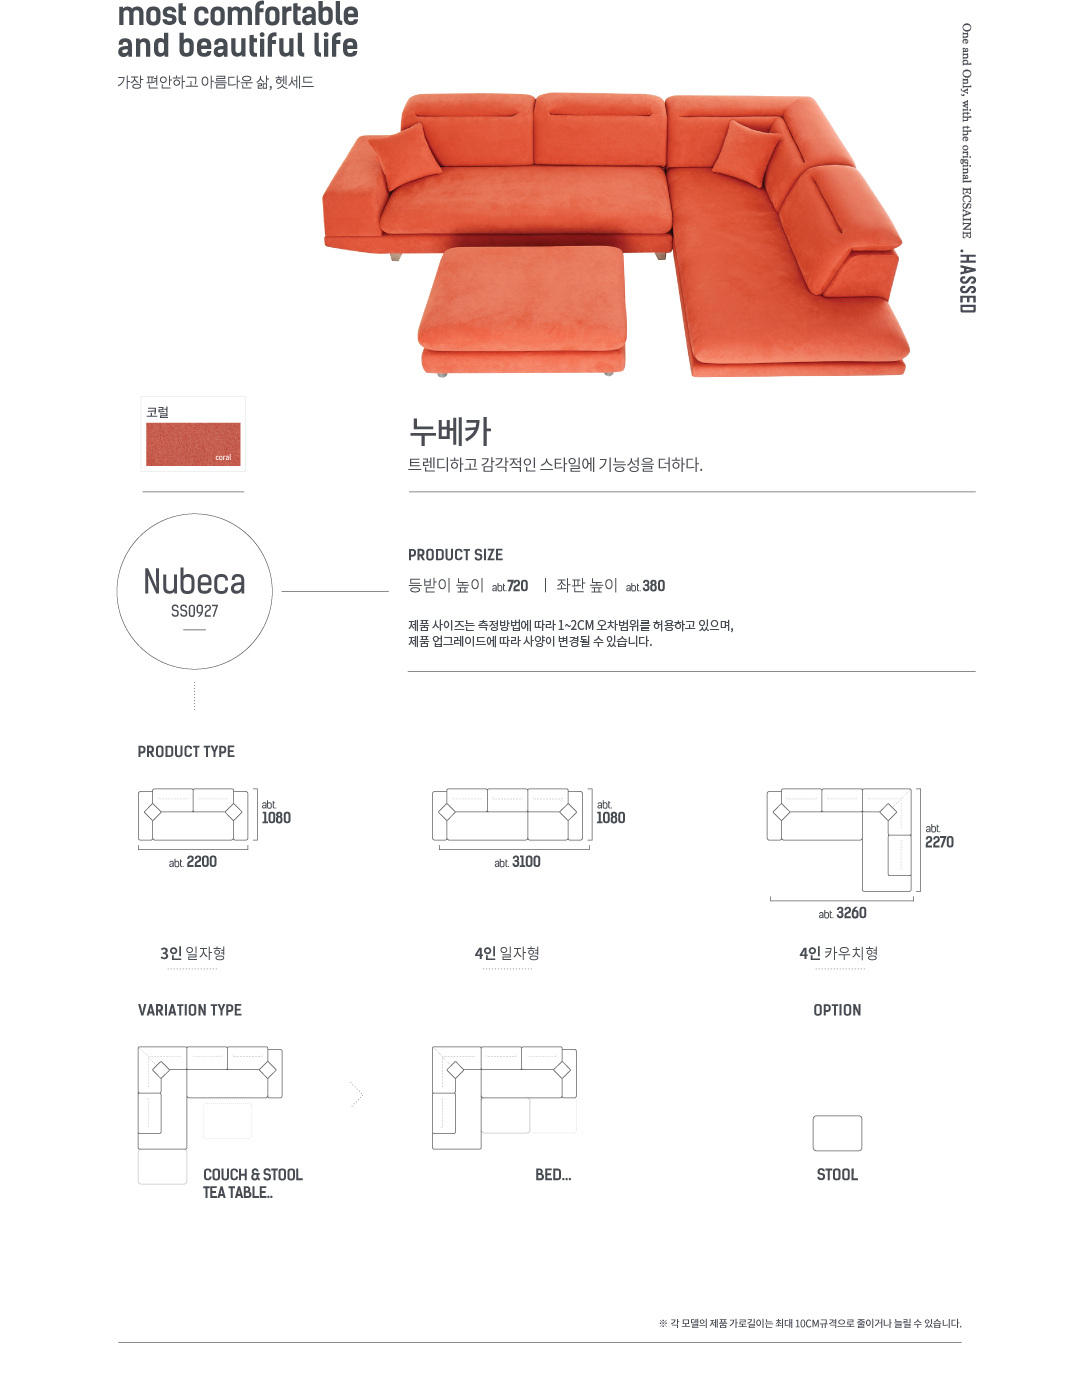 most comfortable
and beautiful life
가장 편안하고 아름다운 삶, 헷세드
One and Only, with the original ECSAINE .HASSED
코럴
coral
누베카
트렌디하고 감각적인 스타일에 기능성을 더하다.
Nubeca
SS0927
PRODUCT SIZE
등받이 높이 abt.720 | 좌판 높이 abt.380
제품 사이즈는 측정방법에 따라 1~2CM 오차범위를 허용하고 있으며,
제품 업그레이드에 따라 사양이 변경될 수 있습니다.
PRODUCT TYPE
abt.
1080
abt. 2200
3인 일자형
abt.
1080
abt. 3100
4인 일자형
abt.
2270
abt. 3260
4인 카우치형
VARIATION TYPE
COUCH & STOOL
TEA TABLE..
BED...
OPTION
STOOL
※ 각 모델의 제품 가로길이는 최대 10CM규격으로 줄이거나 늘릴 수 있습니다.